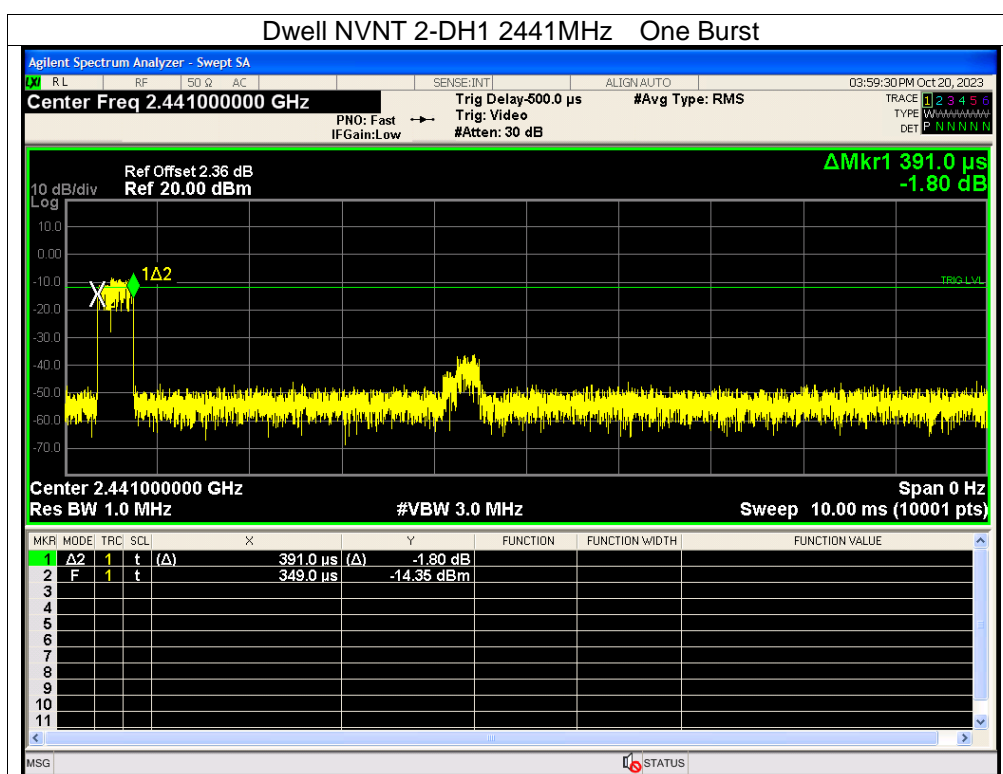 Dwell NVNT 2-DH1 2441MHz One Burst
Agilent Spectrum Analyzer - Swept SA
LXI RL RF 50 Ω AC SENSE:INT ALIGN AUTO 03:59:30 PM Oct 20, 2023
Center Freq 2.441000000 GHz
PNO: Fast
IFGain:Low
Trig Delay-500.0 µs
Trig: Video
#Atten: 30 dB
#Avg Type: RMS
TRACE 1 2 3 4 5 6
TYPE W
DET P N N N N N
ΔMkr1 391.0 µs
-1.80 dB
Ref Offset 2.36 dB
10 dB/div Ref 20.00 dBm
Log
10.0
0.00
-10.0
-20.0
-30.0
-40.0
-50.0
-60.0
-70.0
1Δ2
TRIG LVL
Center 2.441000000 GHz Span 0 Hz
Res BW 1.0 MHz #VBW 3.0 MHz Sweep 10.00 ms (10001 pts)
MKR MODE TRC SCL X Y FUNCTION FUNCTION WIDTH FUNCTION VALUE
1 Δ2 1 t (Δ) 391.0 µs (Δ) -1.80 dB
2 F 1 t 349.0 µs -14.35 dBm
3
4
5
6
7
8
9
10
11
MSG STATUS